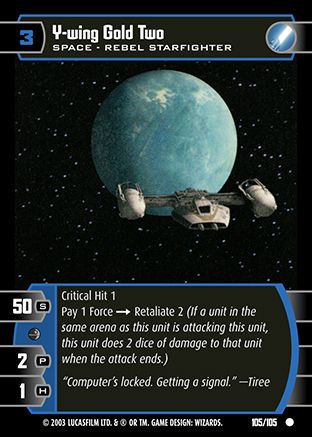 3
Y-wing Gold Two
SPACE - REBEL STARFIGHTER
50 S
2 P
1 H
Critical Hit 1
Pay 1 Force → Retaliate 2 (If a unit in the
same arena as this unit is attacking this unit,
this unit does 2 dice of damage to that unit
when the attack ends.)
“Computer’s locked. Getting a signal.” —Tiree
© 2003 LUCASFILM LTD. & ® OR TM. GAME DESIGN: WIZARDS.
105/105